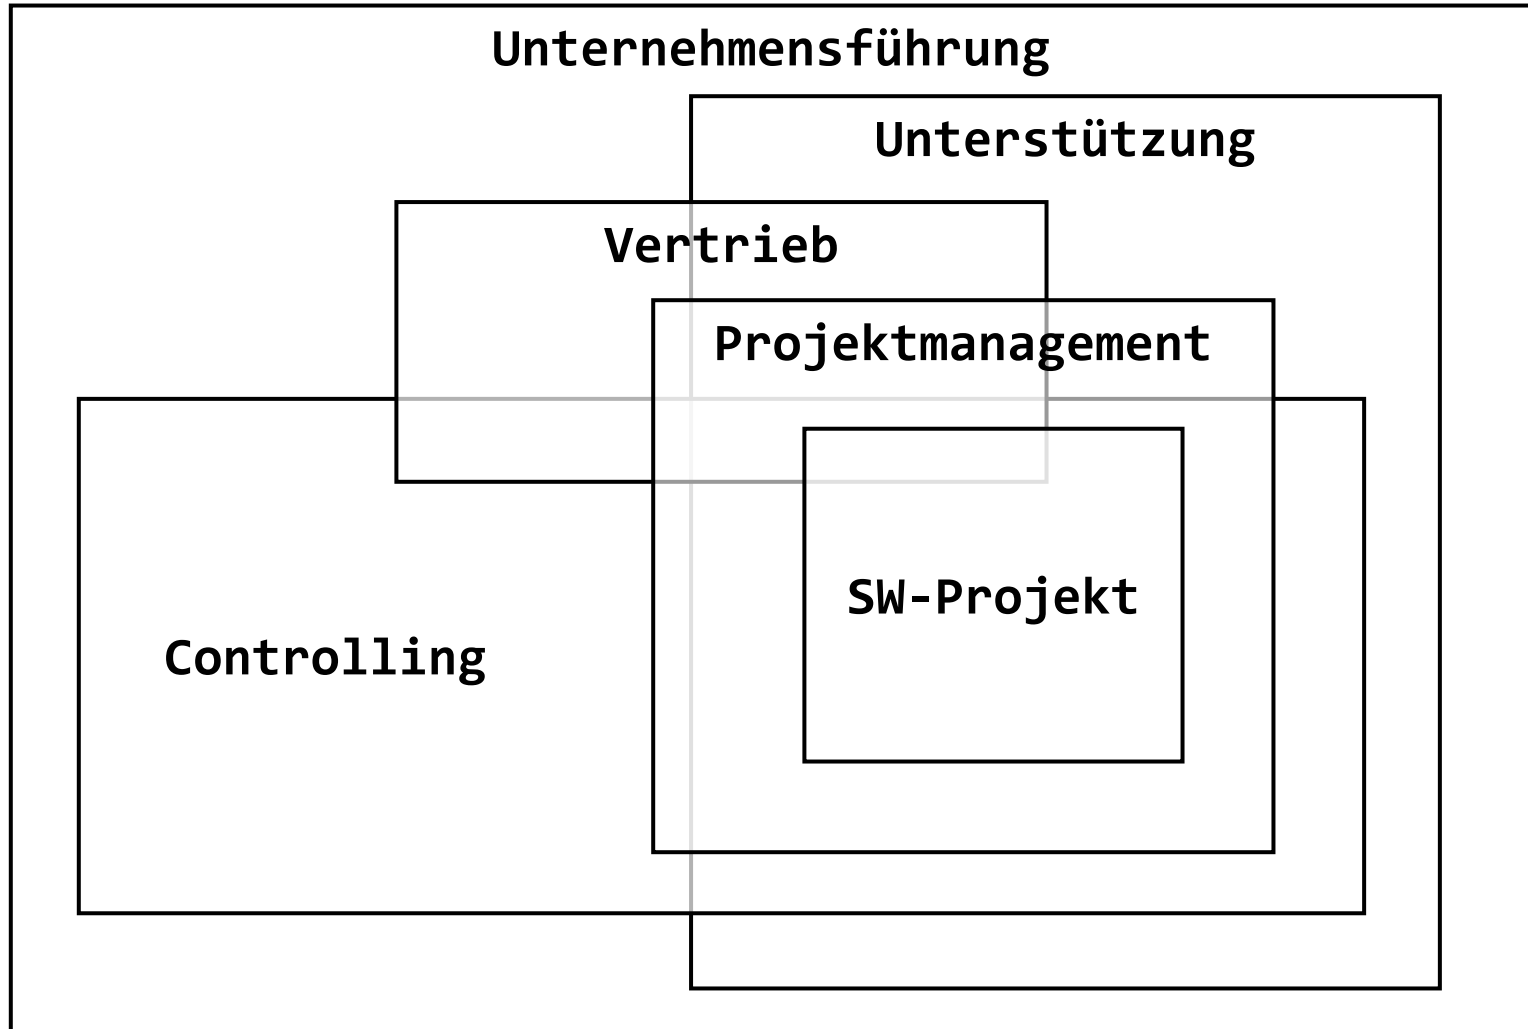 Unternehmensführung
Unterstützung
Vertrieb
Projektmanagement
SW-Projekt
Controlling